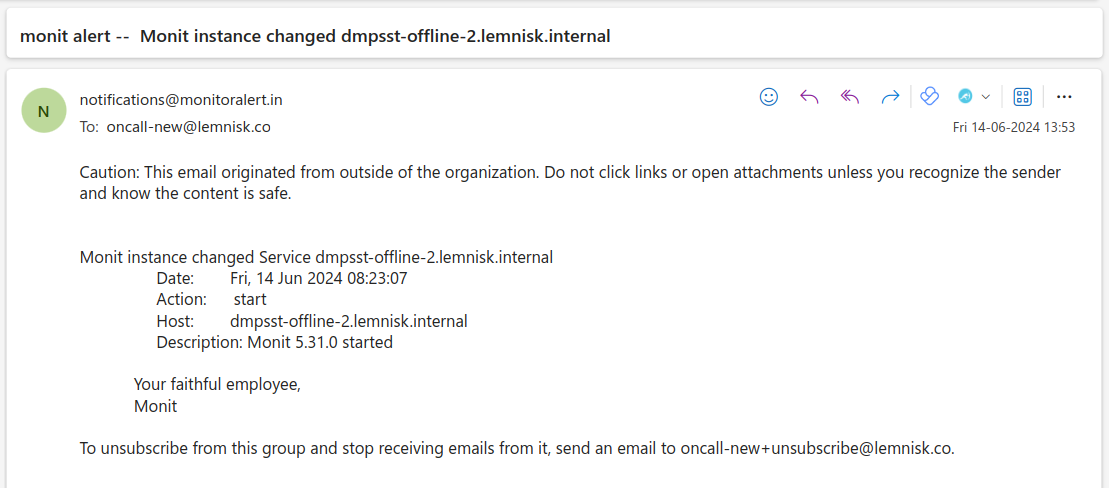 monit alert -- Monit instance changed dmpsst-offline-2.lemnisk.internal
N
notifications@monitoralert.in
To: oncall-new@lemnisk.co
Fri 14-06-2024 13:53
Caution: This email originated from outside of the organization. Do not click links or open attachments unless you recognize the sender
and know the content is safe.
Monit instance changed Service dmpsst-offline-2.lemnisk.internal
Date: Fri, 14 Jun 2024 08:23:07
Action: start
Host: dmpsst-offline-2.lemnisk.internal
Description: Monit 5.31.0 started
Your faithful employee,
Monit
To unsubscribe from this group and stop receiving emails from it, send an email to oncall-new+unsubscribe@lemnisk.co.